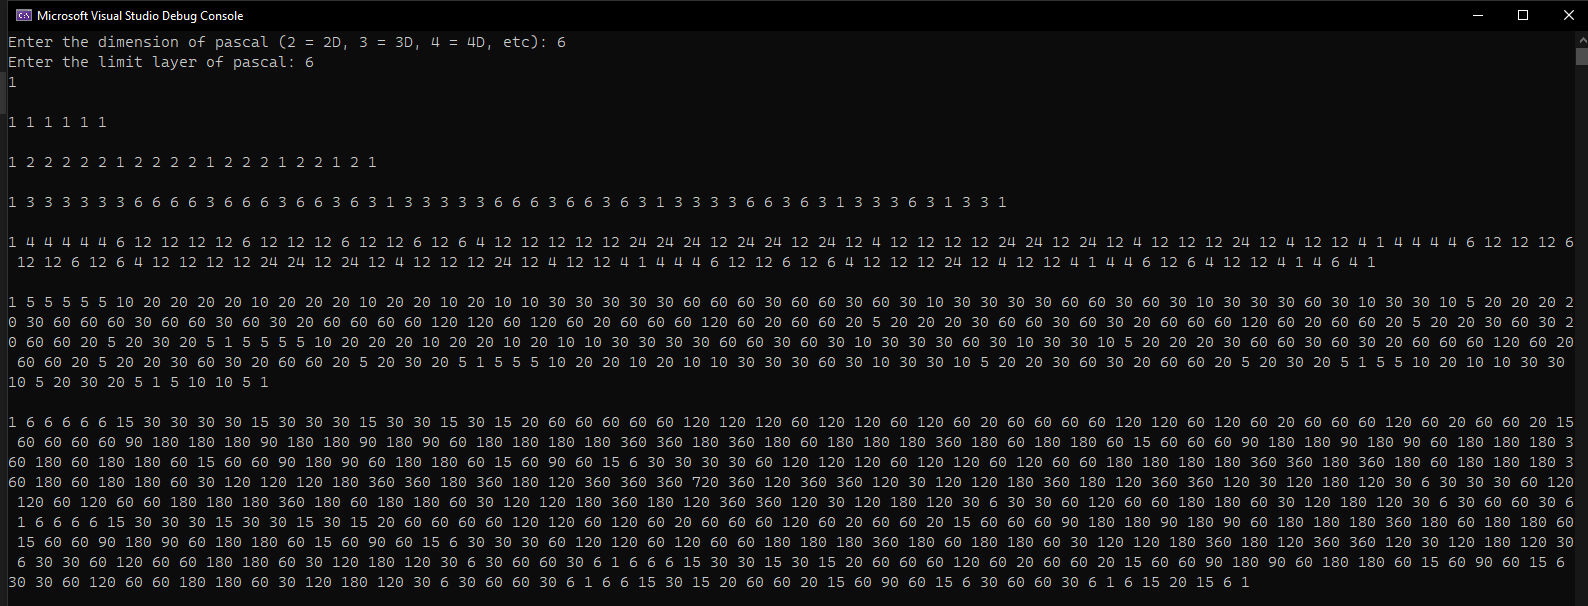 Microsoft Visual Studio Debug Console
Enter the dimension of pascal (2 = 2D, 3 = 3D, 4 = 4D, etc): 6
Enter the limit layer of pascal: 6
1
1 1 1 1 1 1
1 2 2 2 2 2 1 2 2 2 2 1 2 2 2 1 2 2 1 2 1
1 3 3 3 3 3 3 6 6 6 6 3 6 6 6 3 6 6 3 6 3 1 3 3 3 3 3 6 6 6 3 6 6 3 6 3 1 3 3 3 3 6 6 3 6 3 1 3 3 3 6 3 1 3 3 1
1 4 4 4 4 4 6 12 12 12 12 6 12 12 12 6 12 12 6 12 6 4 12 12 12 12 12 24 24 24 12 24 24 12 24 12 4 12 12 12 12 24 24 12 24 12 4 12 12 12 24 12 4 12 12 4 1 4 4 4 4 6 12 12 12 6
12 12 6 12 6 4 12 12 12 12 24 24 12 24 12 4 12 12 12 24 12 4 12 12 4 1 4 4 4 6 12 12 6 12 6 4 12 12 12 24 12 4 12 12 4 1 4 4 6 12 6 4 12 12 4 1 4 6 4 1
1 5 5 5 5 5 10 20 20 20 20 10 20 20 20 10 20 20 10 20 10 10 30 30 30 30 30 60 60 60 30 60 60 30 60 30 10 30 30 30 30 60 60 30 60 30 10 30 30 30 60 30 10 30 30 10 5 20 20 20 2
0 30 60 60 60 30 60 60 30 60 30 20 60 60 60 60 120 120 60 120 60 20 60 60 60 120 60 20 60 60 20 5 20 20 20 30 60 60 30 60 30 20 60 60 60 120 60 20 60 60 20 5 20 20 30 60 30 2
0 60 60 20 5 20 30 20 5 1 5 5 5 5 10 20 20 20 10 20 20 10 20 10 10 30 30 30 30 60 60 30 60 30 10 30 30 30 60 30 10 30 30 10 5 20 20 20 30 60 60 30 60 30 20 60 60 60 120 60 20
60 60 20 5 20 20 30 60 30 20 60 60 20 5 20 30 20 5 1 5 5 5 10 20 20 10 20 10 10 30 30 30 60 30 10 30 30 10 5 20 20 30 60 30 20 60 60 20 5 20 30 20 5 1 5 5 10 20 10 10 30 30
10 5 20 30 20 5 1 5 10 10 5 1
1 6 6 6 6 6 15 30 30 30 30 15 30 30 30 15 30 30 15 30 15 20 60 60 60 60 60 120 120 120 60 120 120 60 120 60 20 60 60 60 60 120 120 60 120 60 20 60 60 60 120 60 20 60 60 20 15
60 60 60 60 90 180 180 180 90 180 180 90 180 90 60 180 180 180 180 360 360 180 360 180 60 180 180 180 360 180 60 180 180 60 15 60 60 60 90 180 180 90 180 90 60 180 180 180 3
60 180 60 180 180 60 15 60 60 90 180 90 60 180 180 60 15 60 90 60 15 6 30 30 30 30 60 120 120 120 60 120 120 60 120 60 60 180 180 180 180 360 360 180 360 180 60 180 180 180 3
60 180 60 180 180 60 30 120 120 120 180 360 360 180 360 180 120 360 360 360 720 360 120 360 360 120 30 120 120 180 360 180 120 360 360 120 30 120 180 120 30 6 30 30 30 60 120
120 60 120 60 60 180 180 180 360 180 60 180 180 60 30 120 120 180 360 180 120 360 360 120 30 120 180 120 30 6 30 30 60 120 60 60 180 180 60 30 120 180 120 30 6 30 60 60 30 6
1 6 6 6 6 15 30 30 30 15 30 30 15 30 15 20 60 60 60 60 120 120 60 120 60 20 60 60 60 120 60 20 60 60 20 15 60 60 60 90 180 180 90 180 90 60 180 180 180 360 180 60 180 180 60
15 60 60 90 180 90 60 180 180 60 15 60 90 60 15 6 30 30 30 60 120 120 60 120 60 60 180 180 180 360 180 60 180 180 60 30 120 120 180 360 180 120 360 360 120 30 120 180 120 30
6 30 30 60 120 60 60 180 180 60 30 120 180 120 30 6 30 60 60 30 6 1 6 6 6 15 30 30 15 30 15 20 60 60 60 120 60 20 60 60 20 15 60 60 90 180 90 60 180 180 60 15 60 90 60 15 6
30 30 60 120 60 60 180 180 60 30 120 180 120 30 6 30 60 60 30 6 1 6 6 15 30 15 20 60 60 20 15 60 90 60 15 6 30 60 60 30 6 1 6 15 20 15 6 1